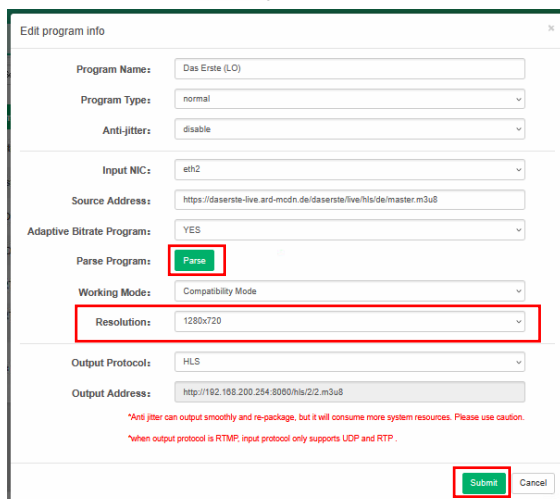 Edit program info ×
Program Name: Das Erste (LO)
Program Type: normal
Anti-jitter: disable
Input NIC: eth2
Source Address: https://daserste-live.ard-mcdn.de/daserste/live/hls/de/master.m3u8
Adaptive Bitrate Program: YES
Parse Program: Parse
Working Mode: Compatibility Mode
Resolution: 1280x720
Output Protocol: HLS
Output Address: http://192.168.200.254:8060/hls/2/2.m3u8
*Anti jitter can output smoothly and re-package, but it will consume more system resources. Please use caution.
*when output protocol is RTMP, input protocol only supports UDP and RTP .
Submit Cancel